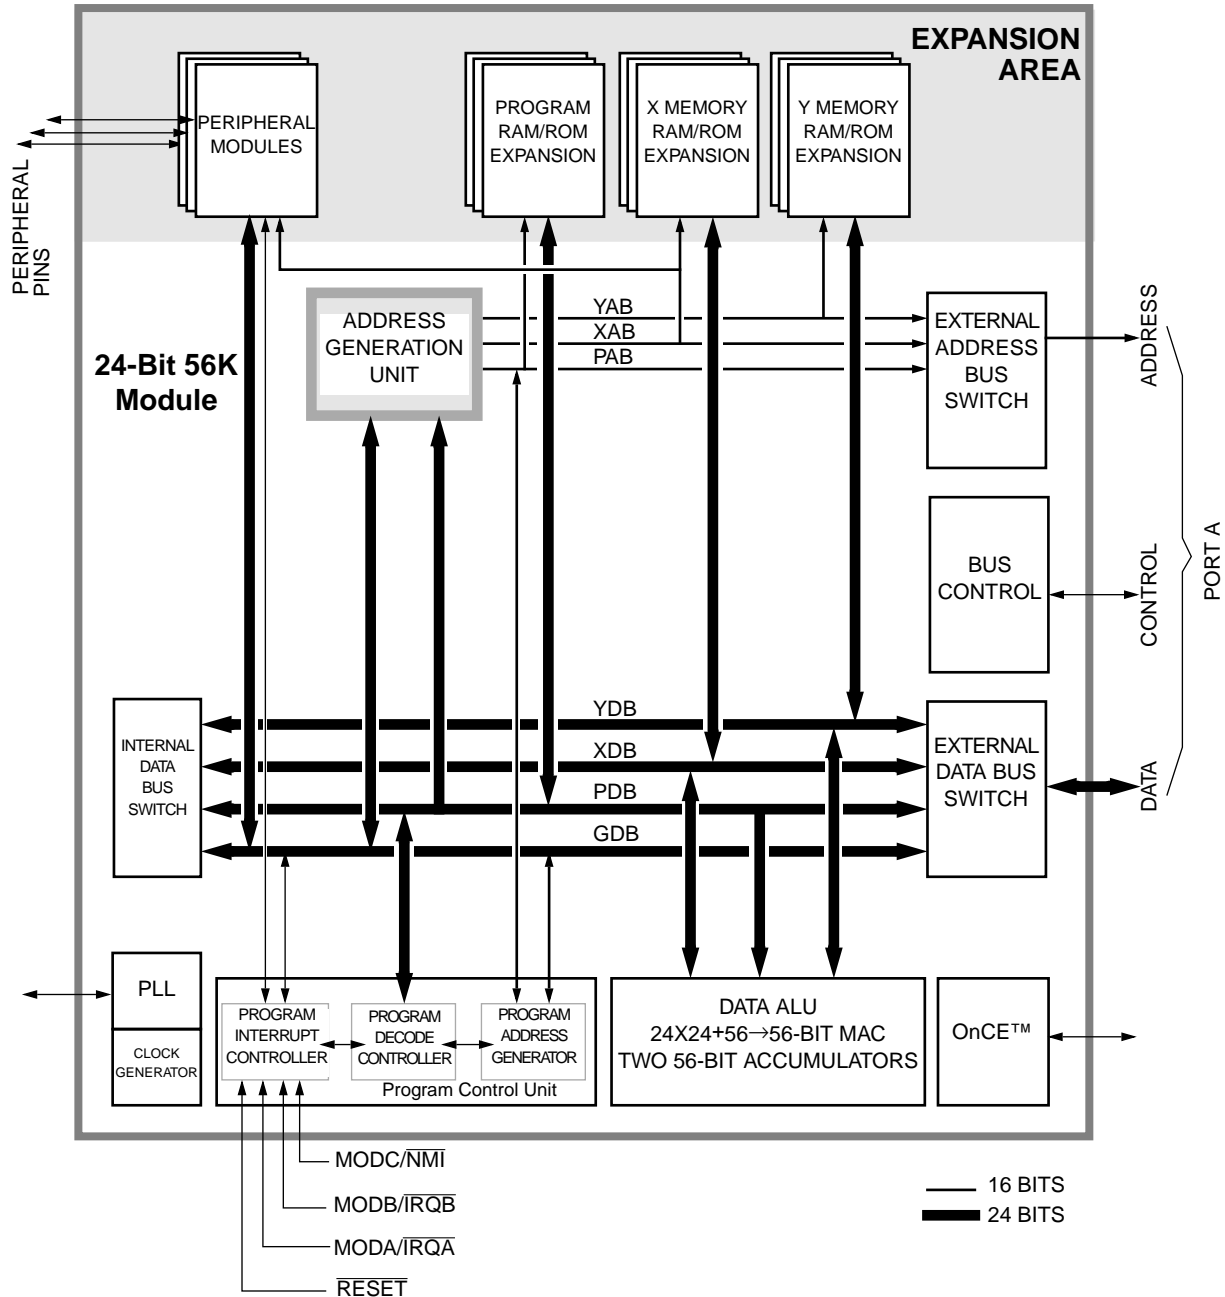 EXPANSION
AREA
PERIPHERAL
MODULES
PROGRAM
RAM/ROM
EXPANSION
X MEMORY
RAM/ROM
EXPANSION
Y MEMORY
RAM/ROM
EXPANSION
PERIPHERAL
PINS
24-Bit 56K
Module
ADDRESS
GENERATION
UNIT
YAB
XAB
PAB
EXTERNAL
ADDRESS
BUS
SWITCH
ADDRESS
BUS
CONTROL
CONTROL
PORT A
INTERNAL
DATA
BUS
SWITCH
YDB
XDB
PDB
GDB
EXTERNAL
DATA BUS
SWITCH
DATA
PLL
CLOCK
GENERATOR
PROGRAM
INTERRUPT
CONTROLLER
PROGRAM
DECODE
CONTROLLER
PROGRAM
ADDRESS
GENERATOR
Program Control Unit
DATA ALU
24X24+56→56-BIT MAC
TWO 56-BIT ACCUMULATORS
OnCE™
MODC/NMI
MODB/IRQB
MODA/IRQA
RESET
16 BITS
24 BITS